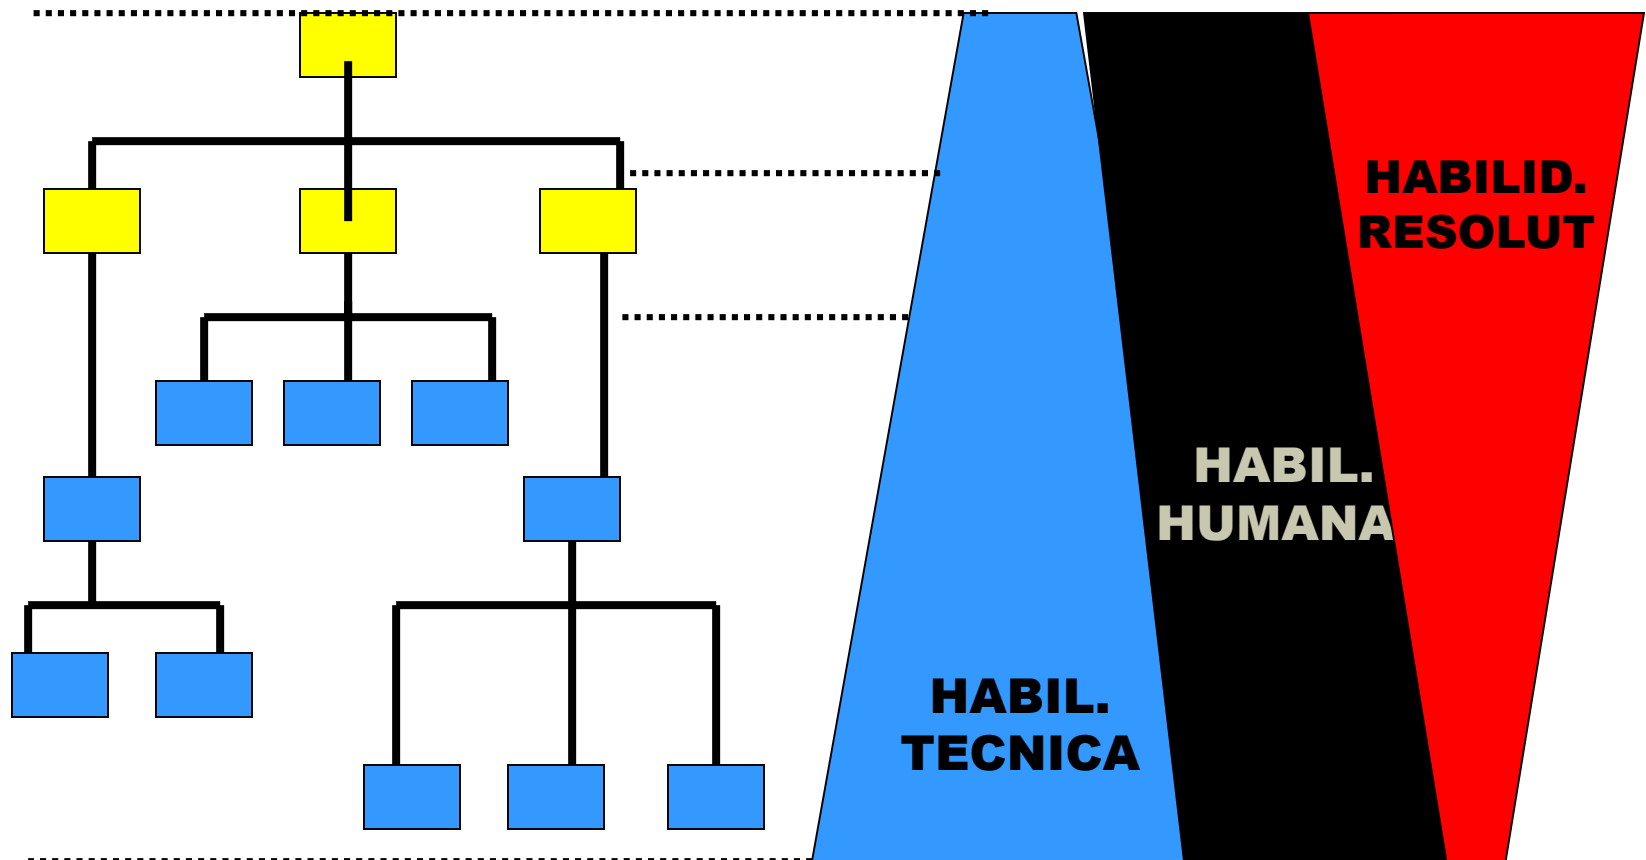 HABILID.
RESOLUT
HABIL.
HUMANA
HABIL.
TECNICA